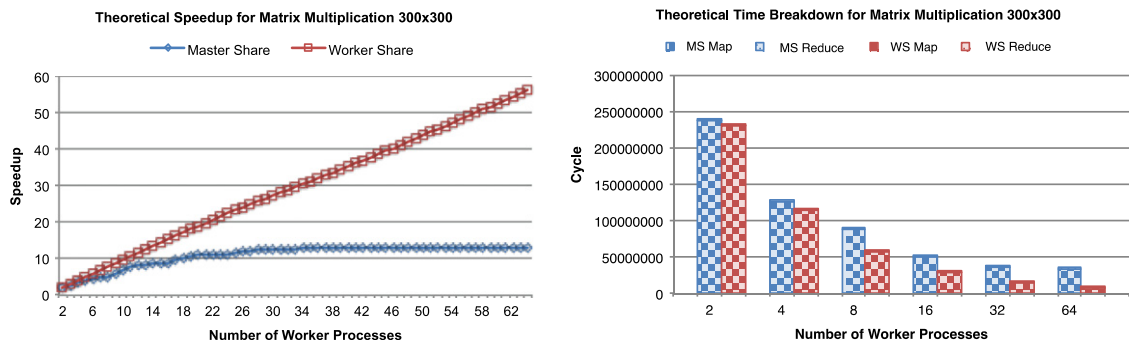 Theoretical Speedup for Matrix Multiplication 300x300
Master Share
Worker Share
60
50
40
30
20
10
0
Speedup
2 6 10 14 18 22 26 30 34 38 42 46 50 54 58 62
Number of Worker Processes
Theoretical Time Breakdown for Matrix Multiplication 300x300
MS Map MS Reduce WS Map WS Reduce
300000000
250000000
200000000
150000000
100000000
50000000
0
Cycle
2 4 8 16 32 64
Number of Worker Processes